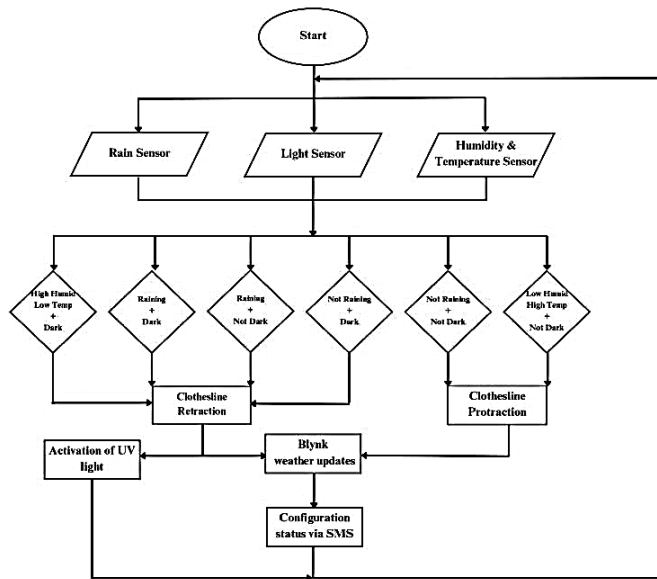 Start
Rain Sensor
Light Sensor
Humidity &
Temperature Sensor
High Humid
Low Temp
+
Dark
Raining
+
Dark
Raining
+
Not Dark
Not Raining
+
Dark
Not Raining
+
Not Dark
Low Humid
High Temp
+
Not Dark
Clothesline
Retraction
Clothesline
Protraction
Activation of UV
light
Blynk
weather updates
Configuration
status via SMS